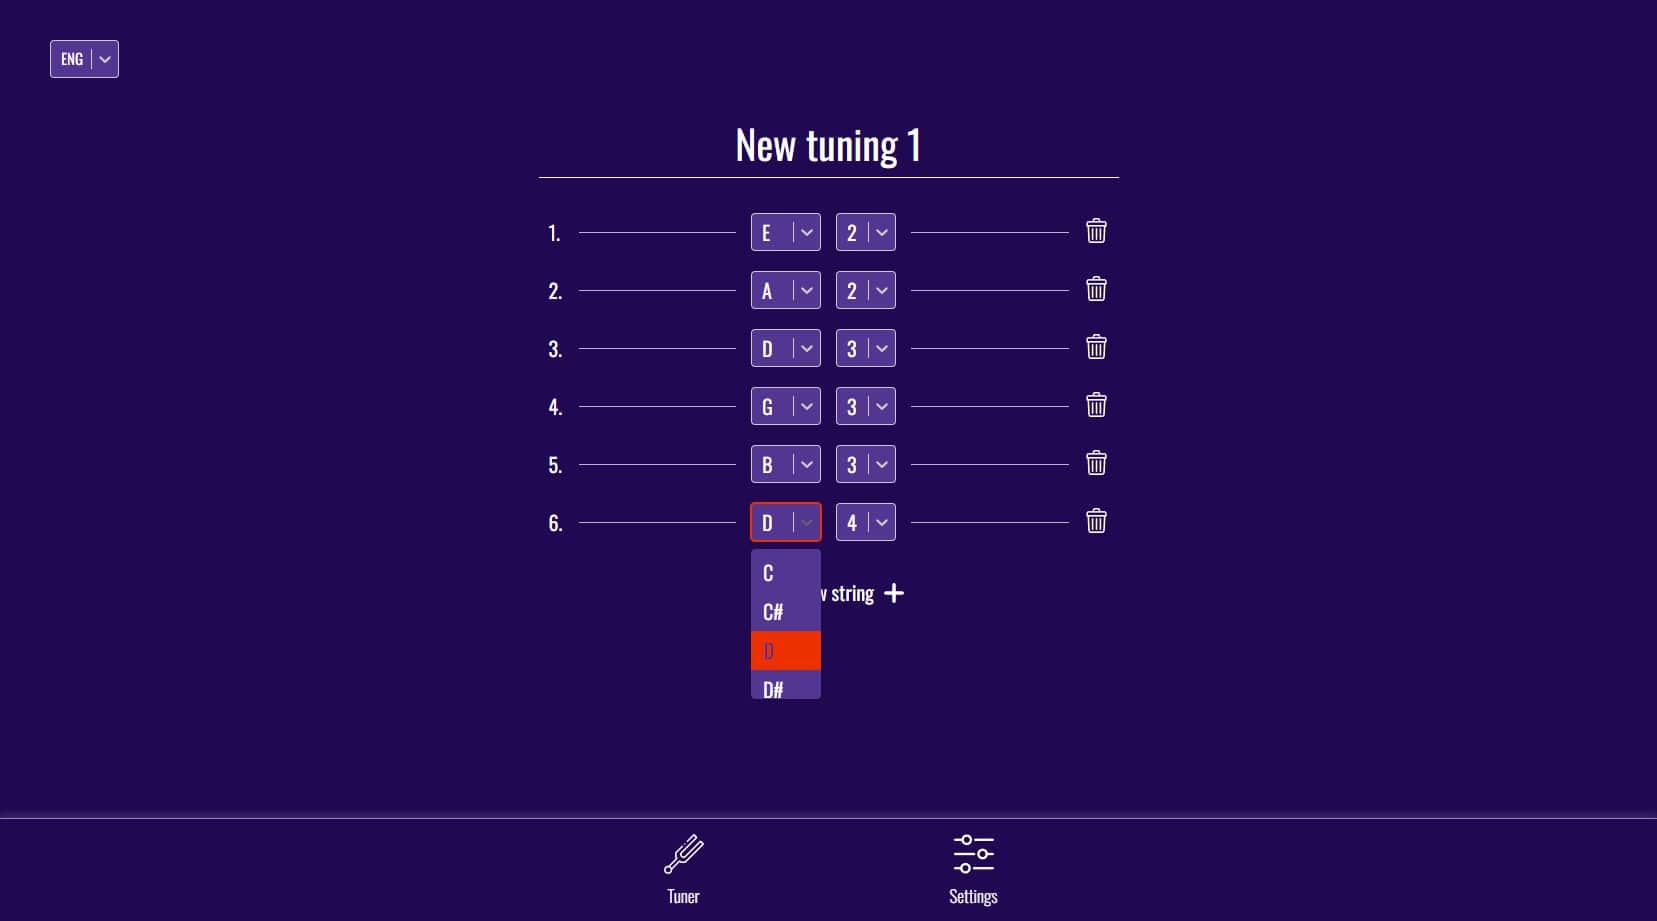 ENG
New tuning 1
1. E 2
2. A 2
3. D 3
4. G 3
5. B 3
6. D 4
C
string
C#
D
D#
Tuner
Settings